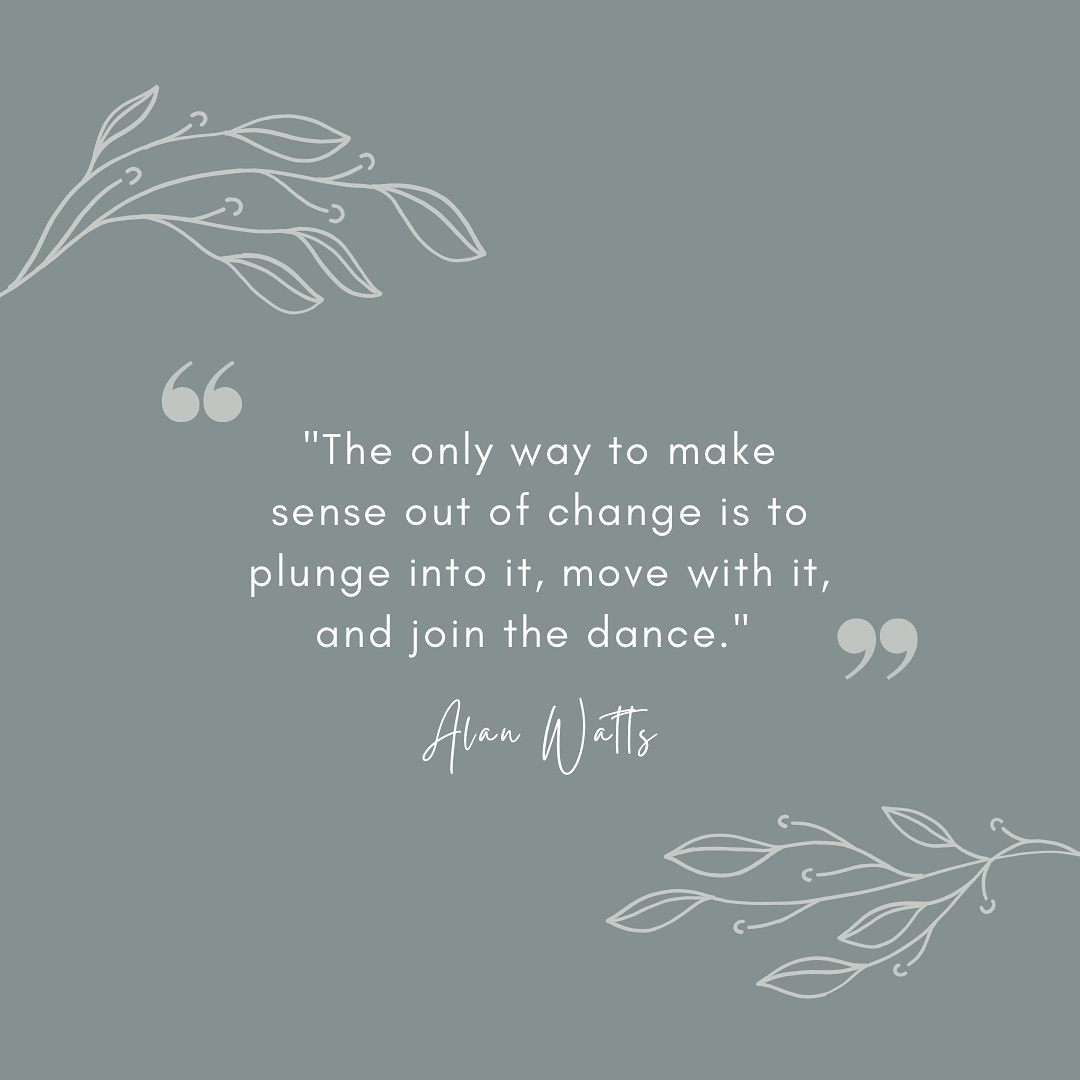 "The only way to make
sense out of change is to
plunge into it, move with it,
and join the dance."
Alan Watts